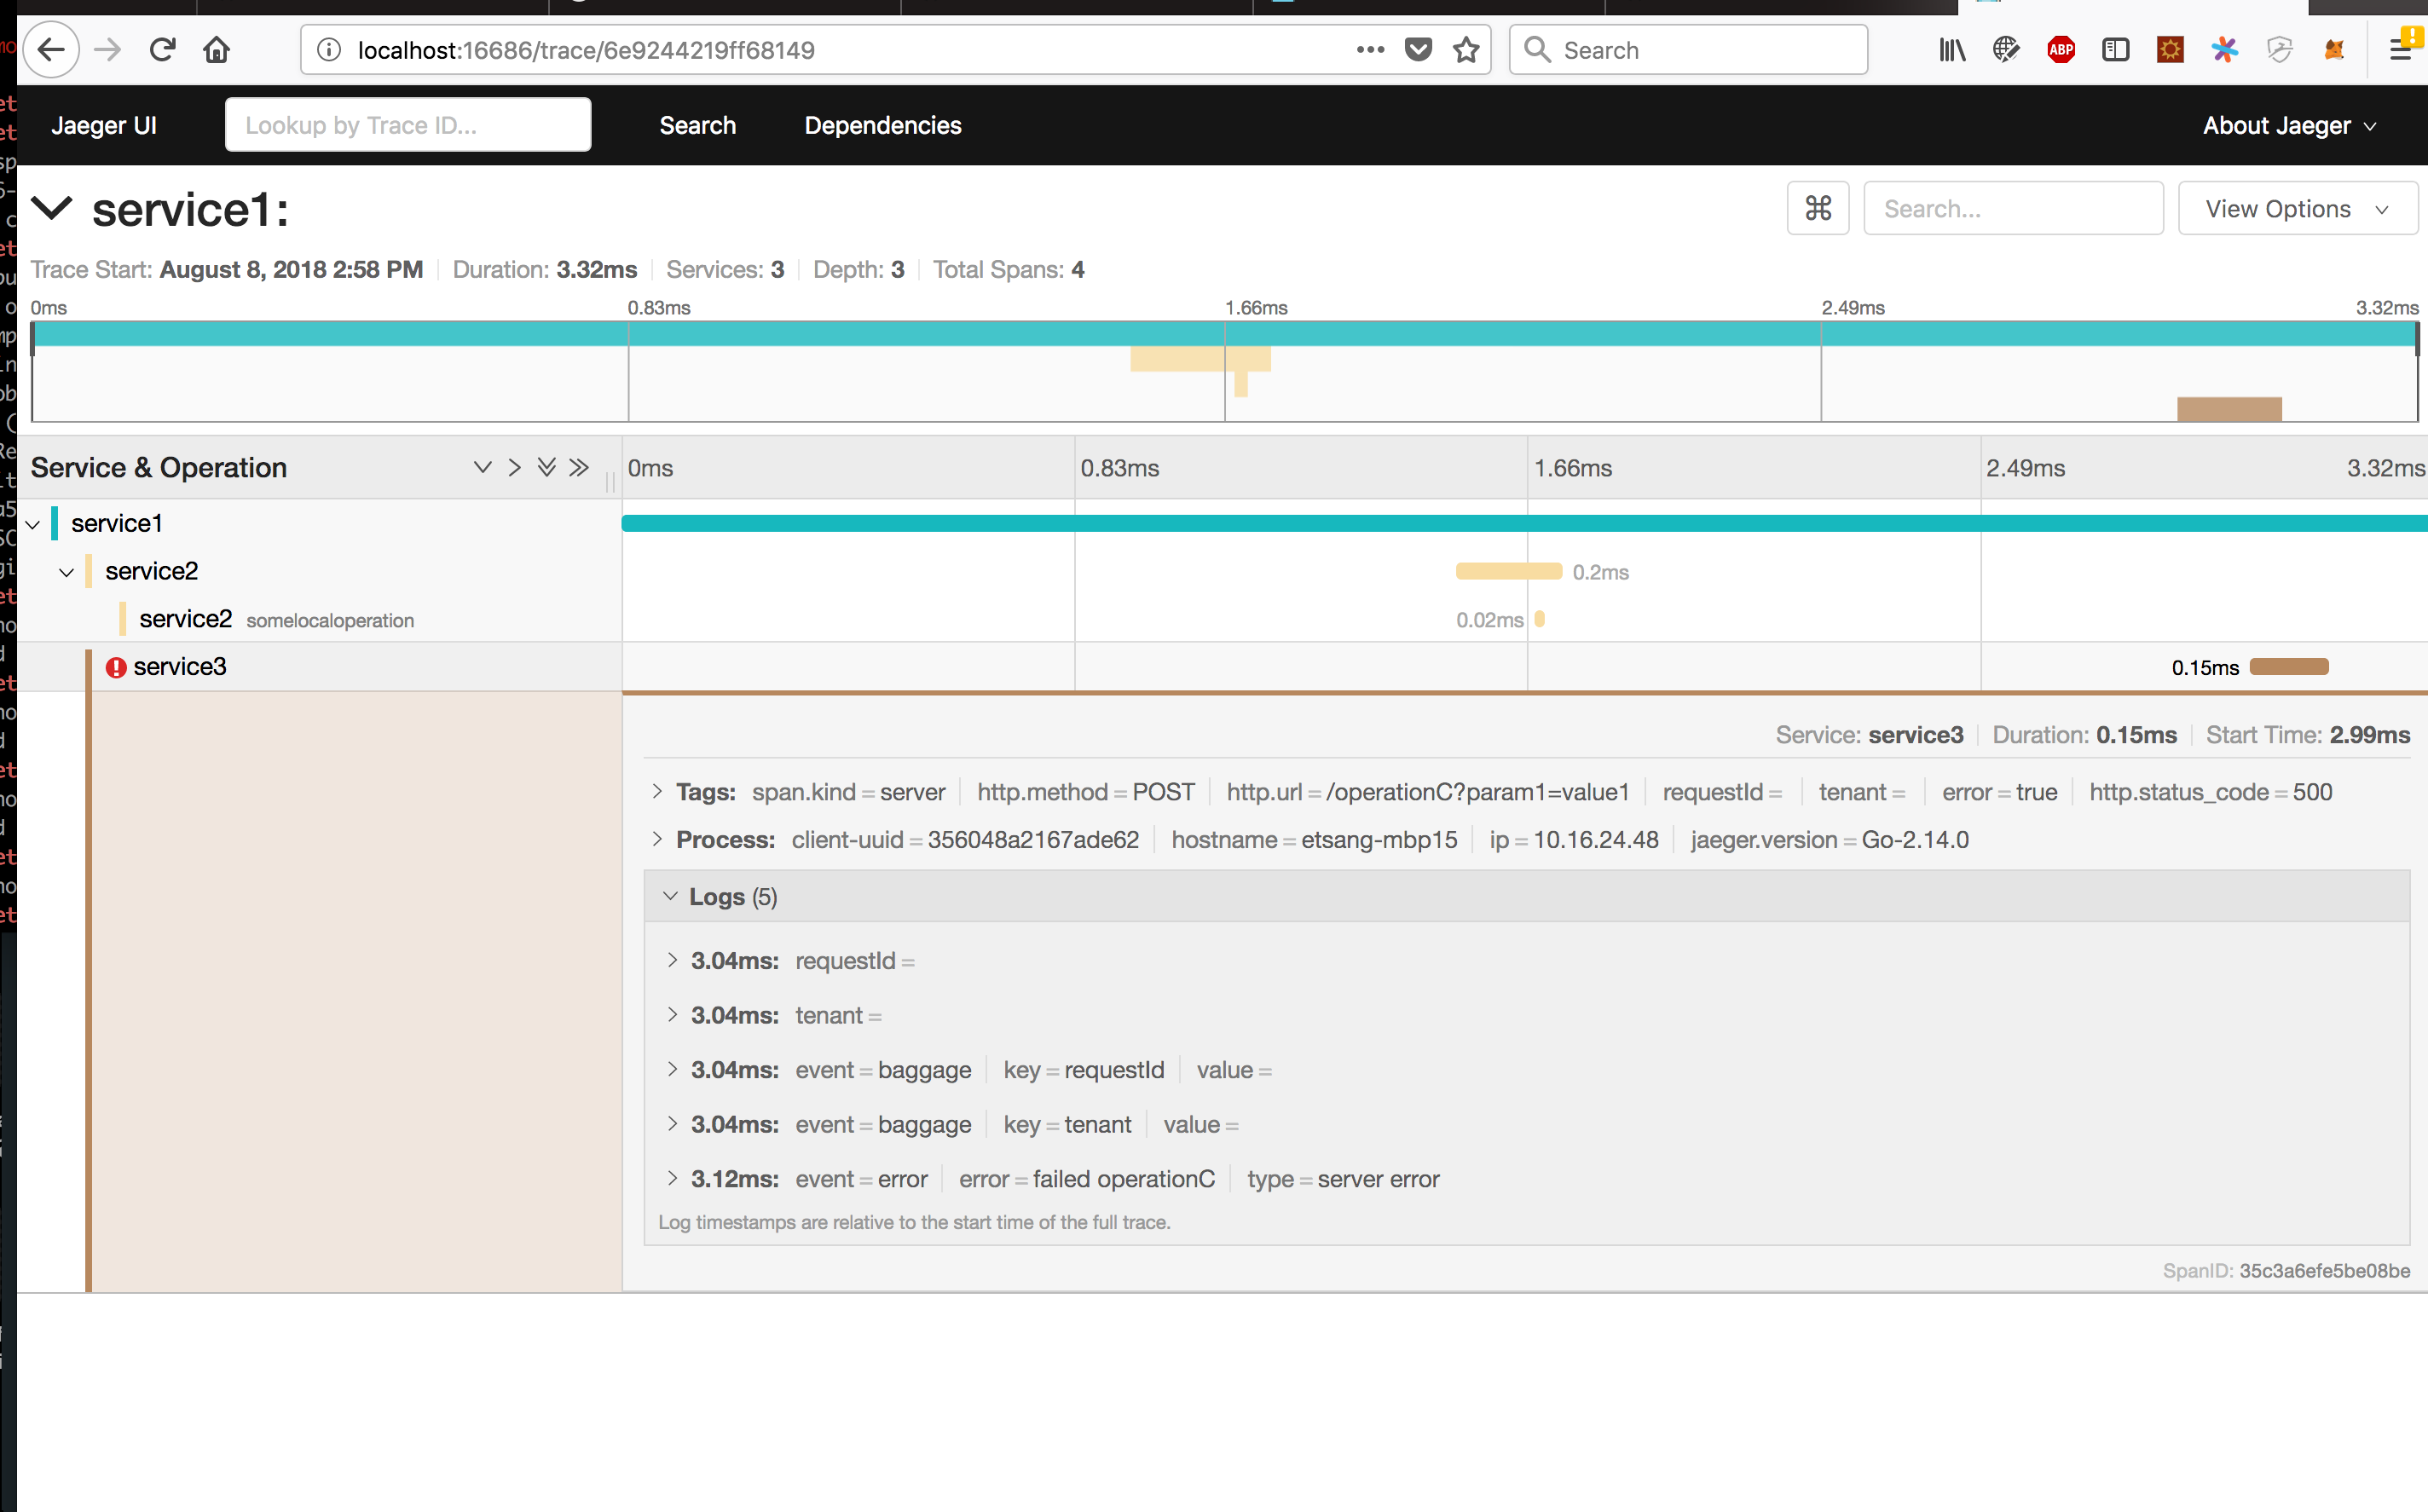 localhost:16686/trace/6e9244219ff68149
Search
ABP
Jaeger UI
Lookup by Trace ID...
Search
Dependencies
About Jaeger
service1:
Search...
View Options
Trace Start: August 8, 2018 2:58 PM Duration: 3.32ms Services: 3 Depth: 3 Total Spans: 4
0ms 0.83ms 1.66ms 2.49ms 3.32ms
Service & Operation 0ms 0.83ms 1.66ms 2.49ms 3.32ms
service1
service2 0.2ms
service2 somelocaloperation 0.02ms
service3 0.15ms
Service: service3 Duration: 0.15ms Start Time: 2.99ms
Tags: span.kind = server http.method = POST http.url = /operationC?param1=value1 requestId = tenant = error = true http.status_code = 500
Process: client-uuid = 356048a2167ade62 hostname = etsang-mbp15 ip = 10.16.24.48 jaeger.version = Go-2.14.0
Logs (5)
3.04ms: requestId =
3.04ms: tenant =
3.04ms: event = baggage key = requestId value =
3.04ms: event = baggage key = tenant value =
3.12ms: event = error error = failed operationC type = server error
Log timestamps are relative to the start time of the full trace.
SpanID: 35c3a6efe5be08be